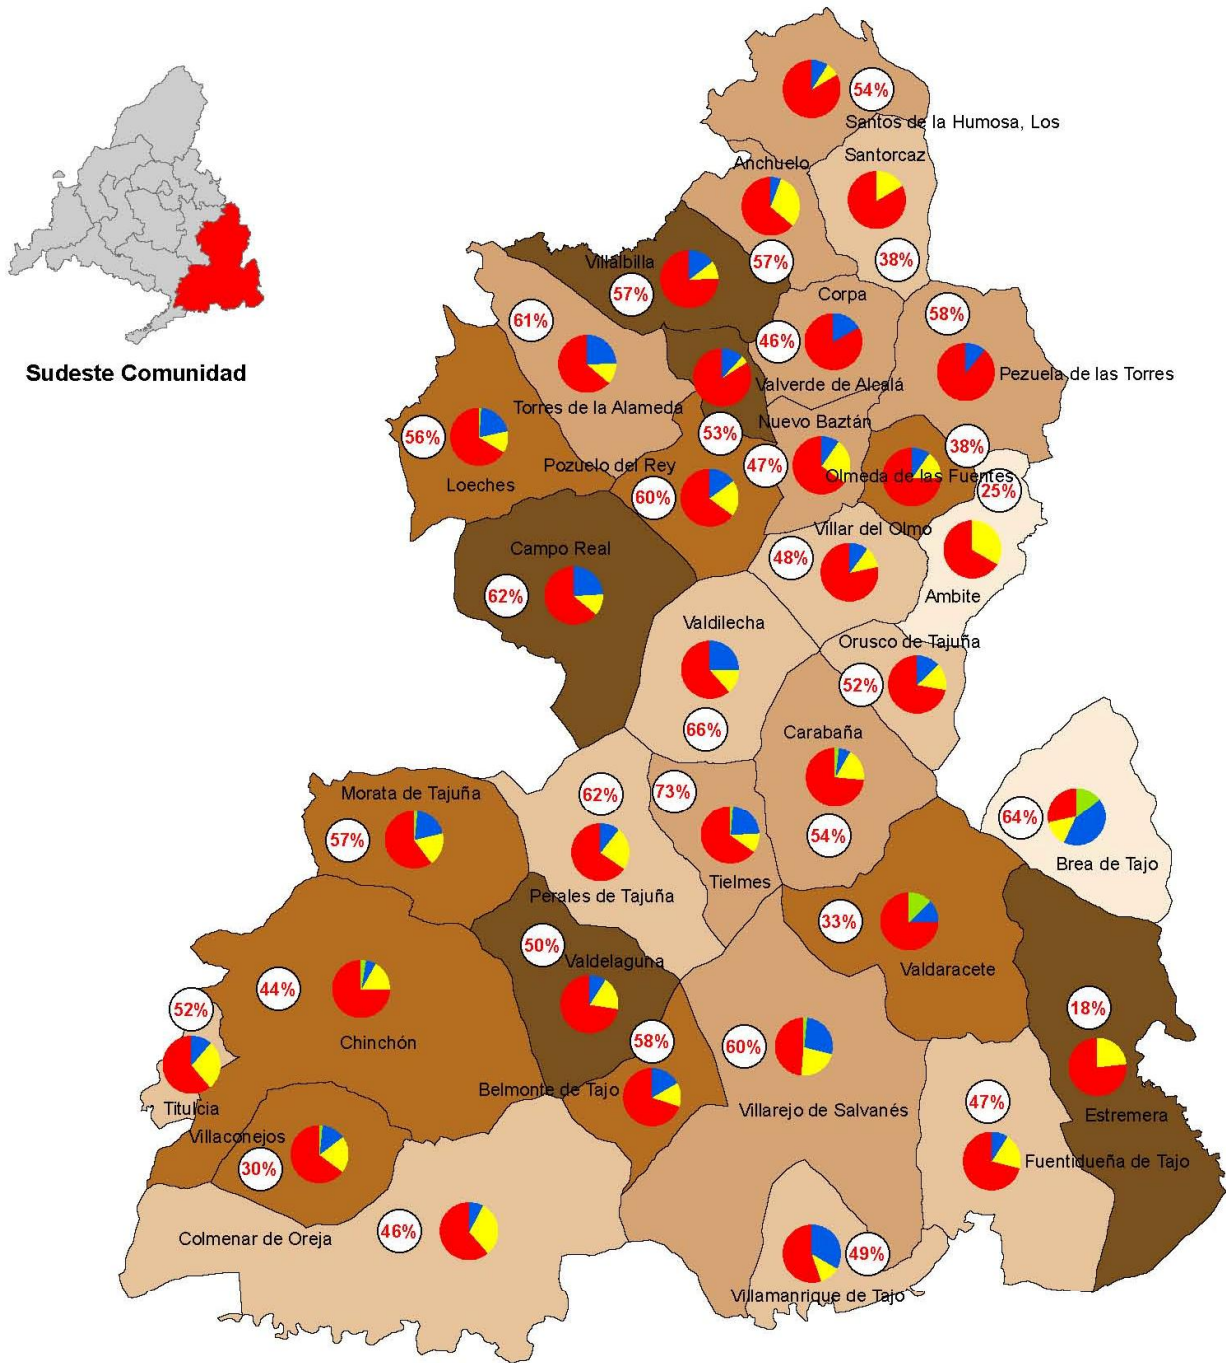 54%
Santos de la Humosa, Los
Anchuelo
Santorcaz
57%
38%
Villalbilla
57%
Corpa
58%
61%
46%
Sudeste Comunidad
Pezuela de las Torres
Valverde de Alcalá
Torres de la Alameda
Nuevo Baztán
56%
53%
38%
Pozuelo del Rey
47%
Loeches
Olmeda de las Fuentes
60%
25%
Villar del Olmo
Campo Real
48%
62%
Ambite
Valdilecha
Orusco de Tajuña
52%
66%
Carabaña
Morata de Tajuña
62%
73%
57%
64%
54%
Brea de Tajo
Tielmes
Perales de Tajuña
33%
50%
Valdelaguna
Valdaracete
44%
52%
18%
Chinchón
58%
60%
Belmonte de Tajo
47%
Titulcia
Villarejo de Salvanés
Estremera
Villaconejos
30%
Fuentidueña de Tajo
46%
Colmenar de Oreja
49%
Villamanrique de Tajo